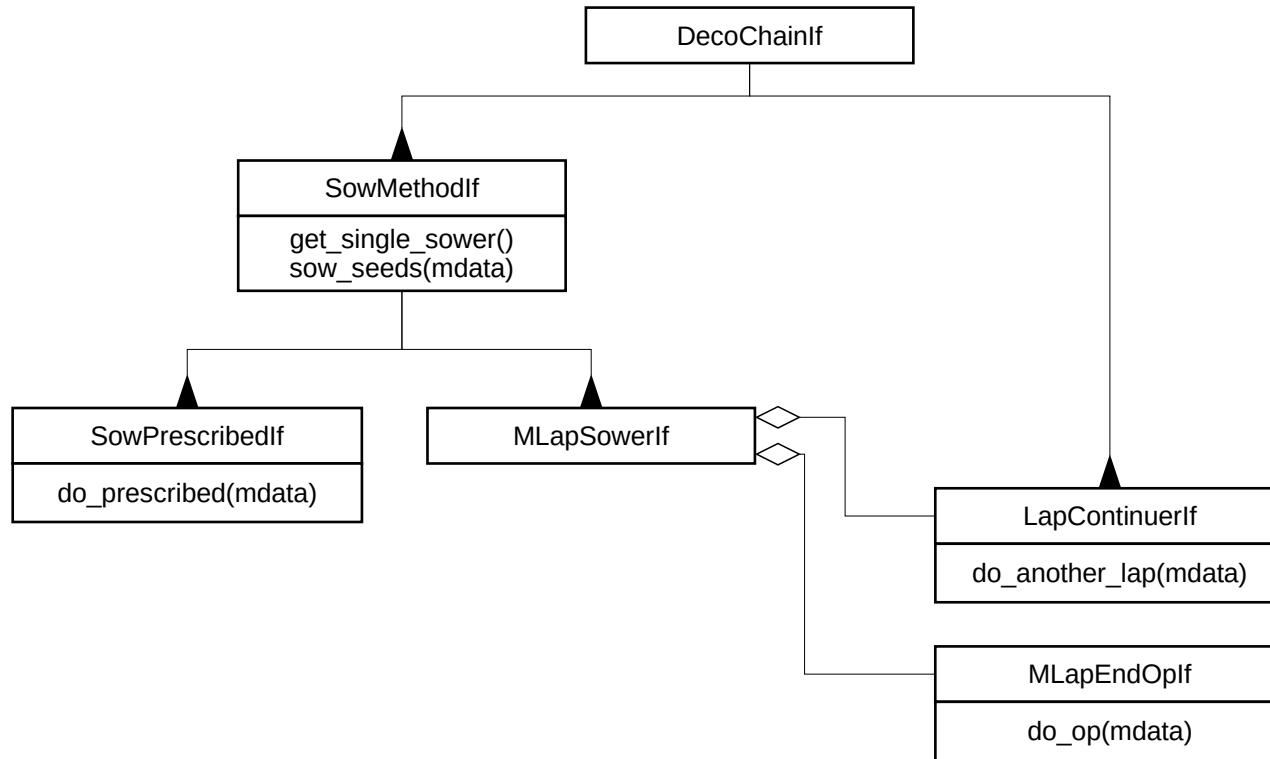 DecoChainIf
SowMethodIf
get_single_sower()
sow_seeds(mdata)
SowPrescribedIf
do_prescribed(mdata)
MLapSowerIf
LapContinuerIf
do_another_lap(mdata)
MLapEndOpIf
do_op(mdata)